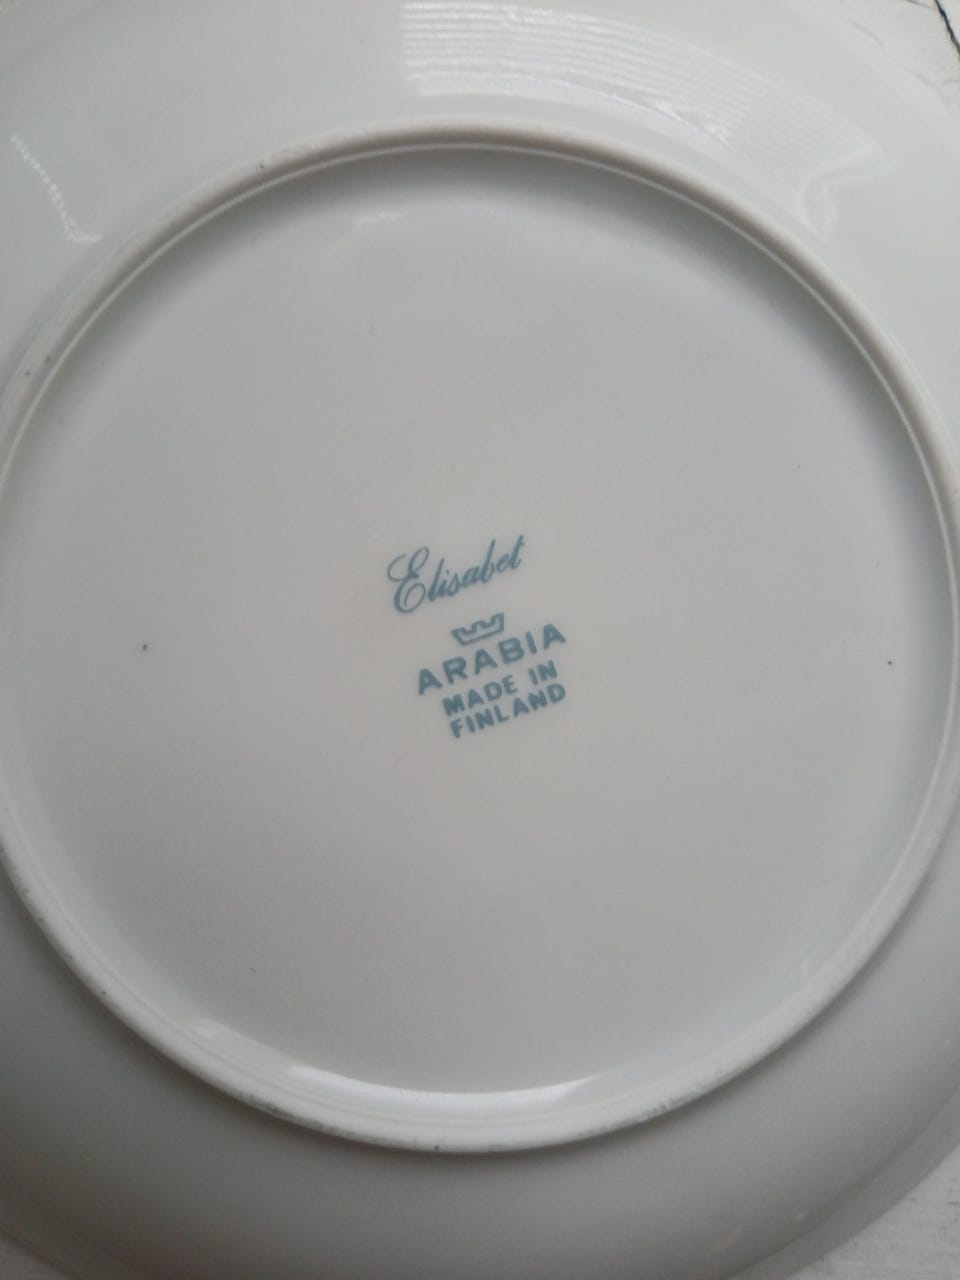 Elisabet
ARABIA
MADE IN
FINLAND